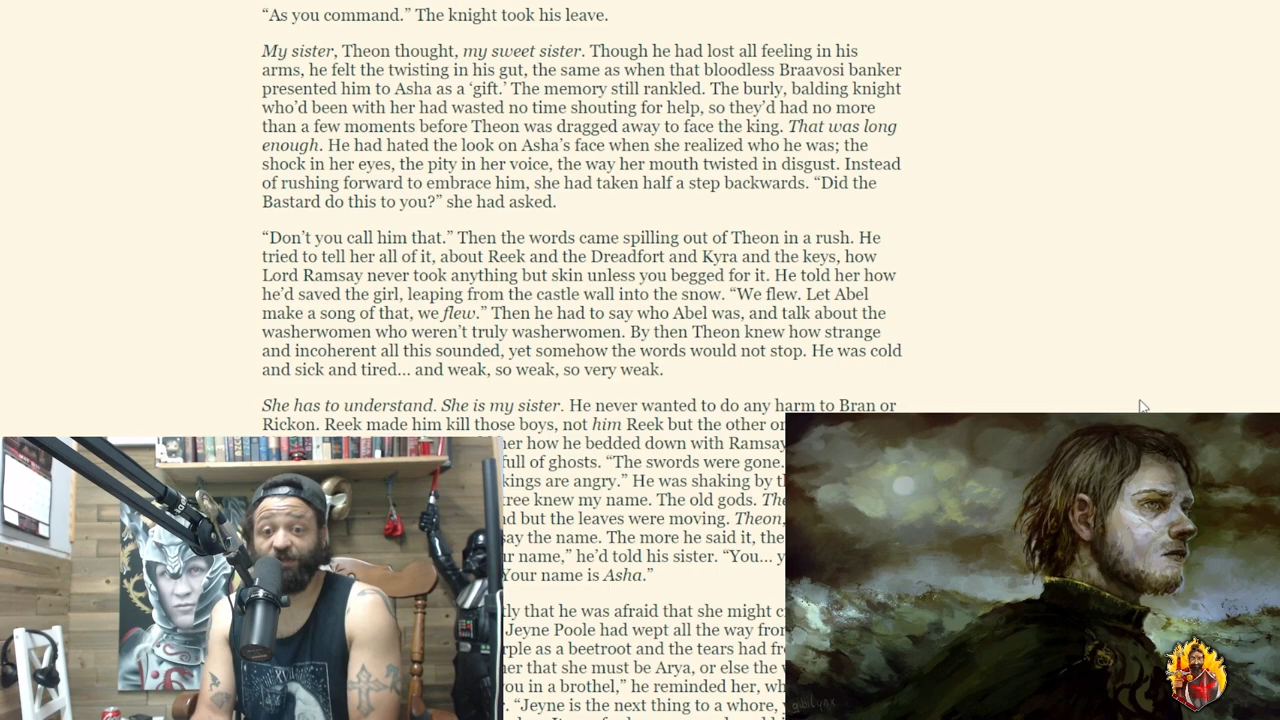 “As you command.” The knight took his leave.
My sister, Theon thought, my sweet sister. Though he had lost all feeling in his
arms, he felt the twisting in his gut, the same as when that bloodless Braavosi banker
presented him to Asha as a ‘gift.’ The memory still rankled. The burly, balding knight
who’d been with her had wasted no time shouting for help, so they’d had no more
than a few moments before Theon was dragged away to face the king. That was long
enough. He had hated the look on Asha’s face when she realized who he was; the
shock in her eyes, the pity in her voice, the way her mouth twisted in disgust. Instead
of rushing forward to embrace him, she had taken half a step backwards. “Did the
Bastard do this to you?” she had asked.
“Don’t you call him that.” Then the words came spilling out of Theon in a rush. He
tried to tell her all of it, about Reek and the Dreadfort and Kyra and the keys, how
Lord Ramsay never took anything but skin unless you begged for it. He told her how
he’d saved the girl, leaping from the castle wall into the snow. “We flew. Let Abel
make a song of that, we flew.” Then he had to say who Abel was, and talk about the
washerwomen who weren’t truly washerwomen. By then Theon knew how strange
and incoherent all this sounded, yet somehow the words would not stop. He was cold
and sick and tired… and weak, so weak, so very weak.
She has to understand. She is my sister. He never wanted to do any harm to Bran or
Rickon. Reek made him kill those boys, not him Reek but the other
how he bedded down with Ramsay
full of ghosts. “The swords were gone.
kings are angry.” He was shaking by
tree knew my name. The old gods.
but the leaves were moving. Theon,
say the name. The more he said it, the
name,” he’d told his sister. “You…
Your name is Asha.”
that he was afraid that she might
Jeyne Poole had wept all the way
as a beetroot and the tears had
that she must be Arya, or else the
you in a brothel,” he reminded her,
“Jeyne is the next thing to a whore,